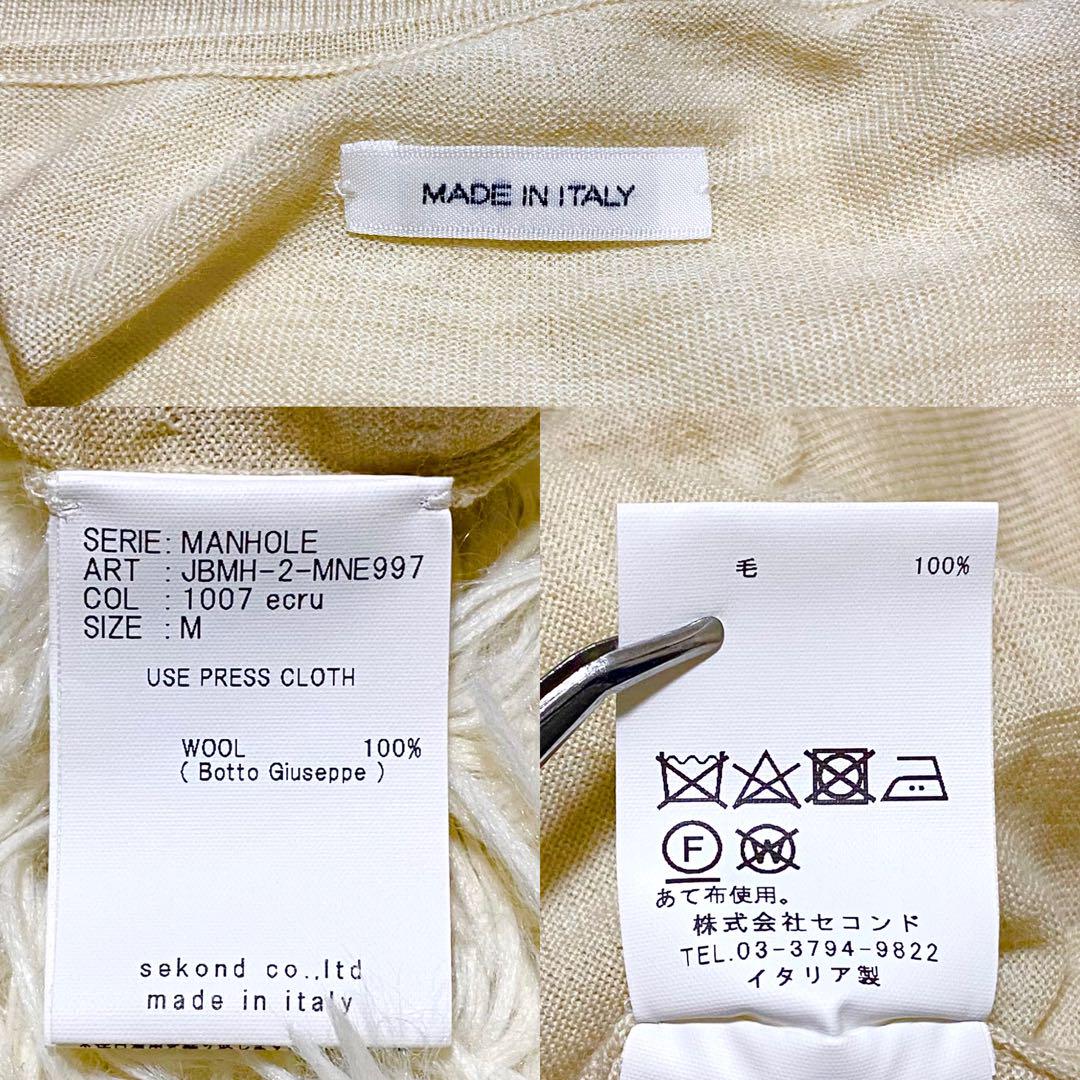 MADE IN ITALY
SERIE: MANHOLE
ART : JBMH-2-MNE997
COL : 1007 ecru
SIZE : M
USE PRESS CLOTH
WOOL 100%
( Botto Giuseppe )
sekond co.,ltd
made in italy
毛 100%
F W
あて布使用。
株式会社セコンド
TEL.03-3794-9822
イタリア製